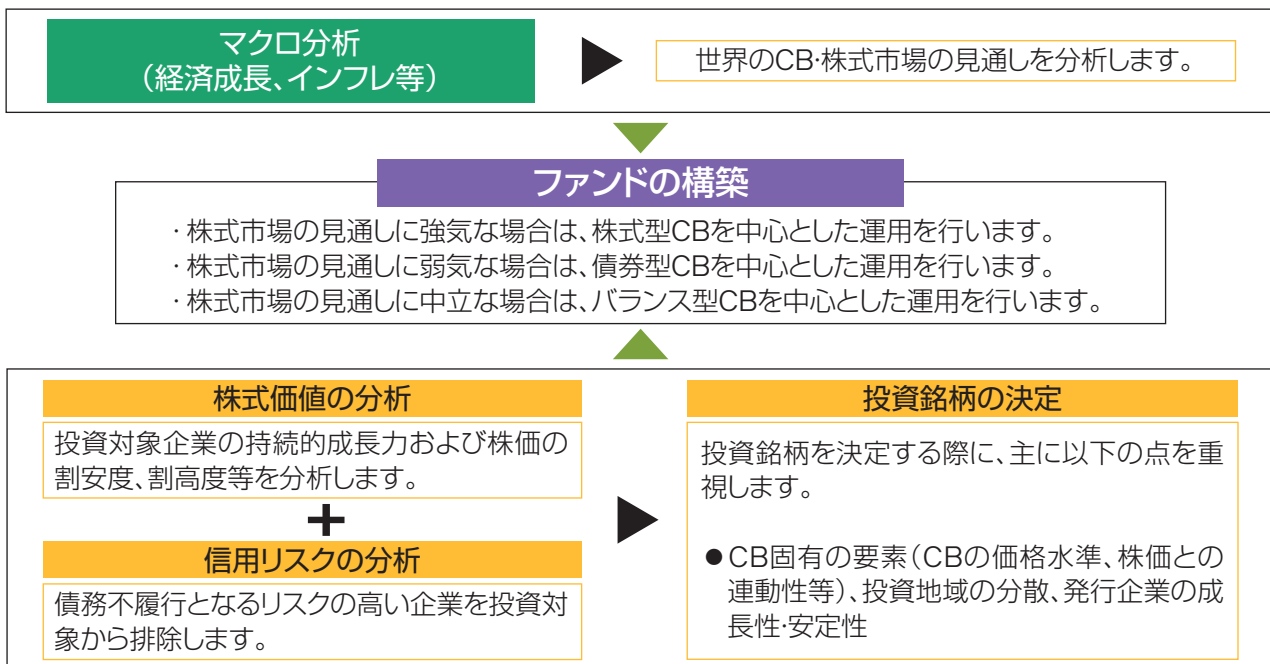 マクロ分析
（経済成長、インフレ等）
世界のCB・株式市場の見通しを分析します。
ファンドの構築
・株式市場の見通しに強気な場合は、株式型CBを中心とした運用を行います。
・株式市場の見通しに弱気な場合は、債券型CBを中心とした運用を行います。
・株式市場の見通しに中立な場合は、バランス型CBを中心とした運用を行います。
株式価値の分析
投資対象企業の持続的成長力および株価の
割安度、割高度等を分析します。
+
信用リスクの分析
債務不履行となるリスクの高い企業を投資対
象から排除します。
投資銘柄の決定
投資銘柄を決定する際に、主に以下の点を重
視します。
●CB固有の要素（CBの価格水準、株価との
連動性等）、投資地域の分散、発行企業の成
長性・安定性